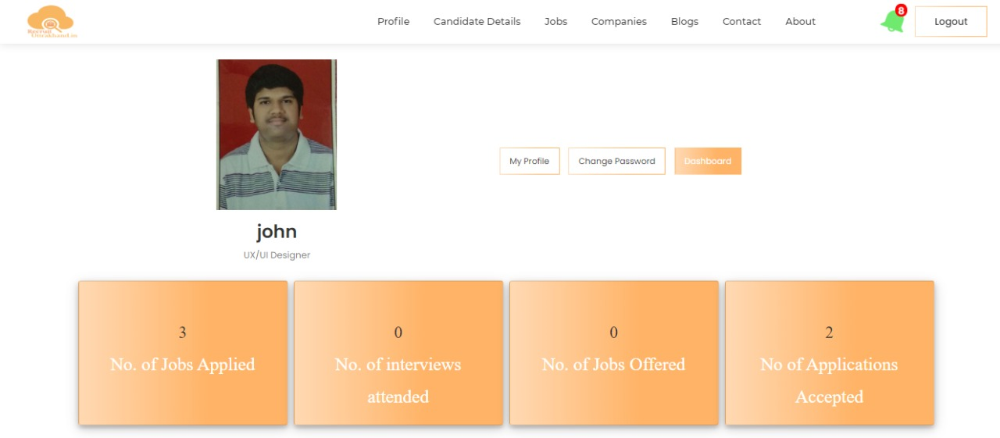 Recruit
Uttrakhand.in
Profile Candidate Details Jobs Companies Blogs Contact About 8 Logout
My Profile Change Password Dashboard
john
UX/UI Designer
3
No. of Jobs Applied
0
No. of interviews
attended
0
No. of Jobs Offered
2
No of Applications
Accepted